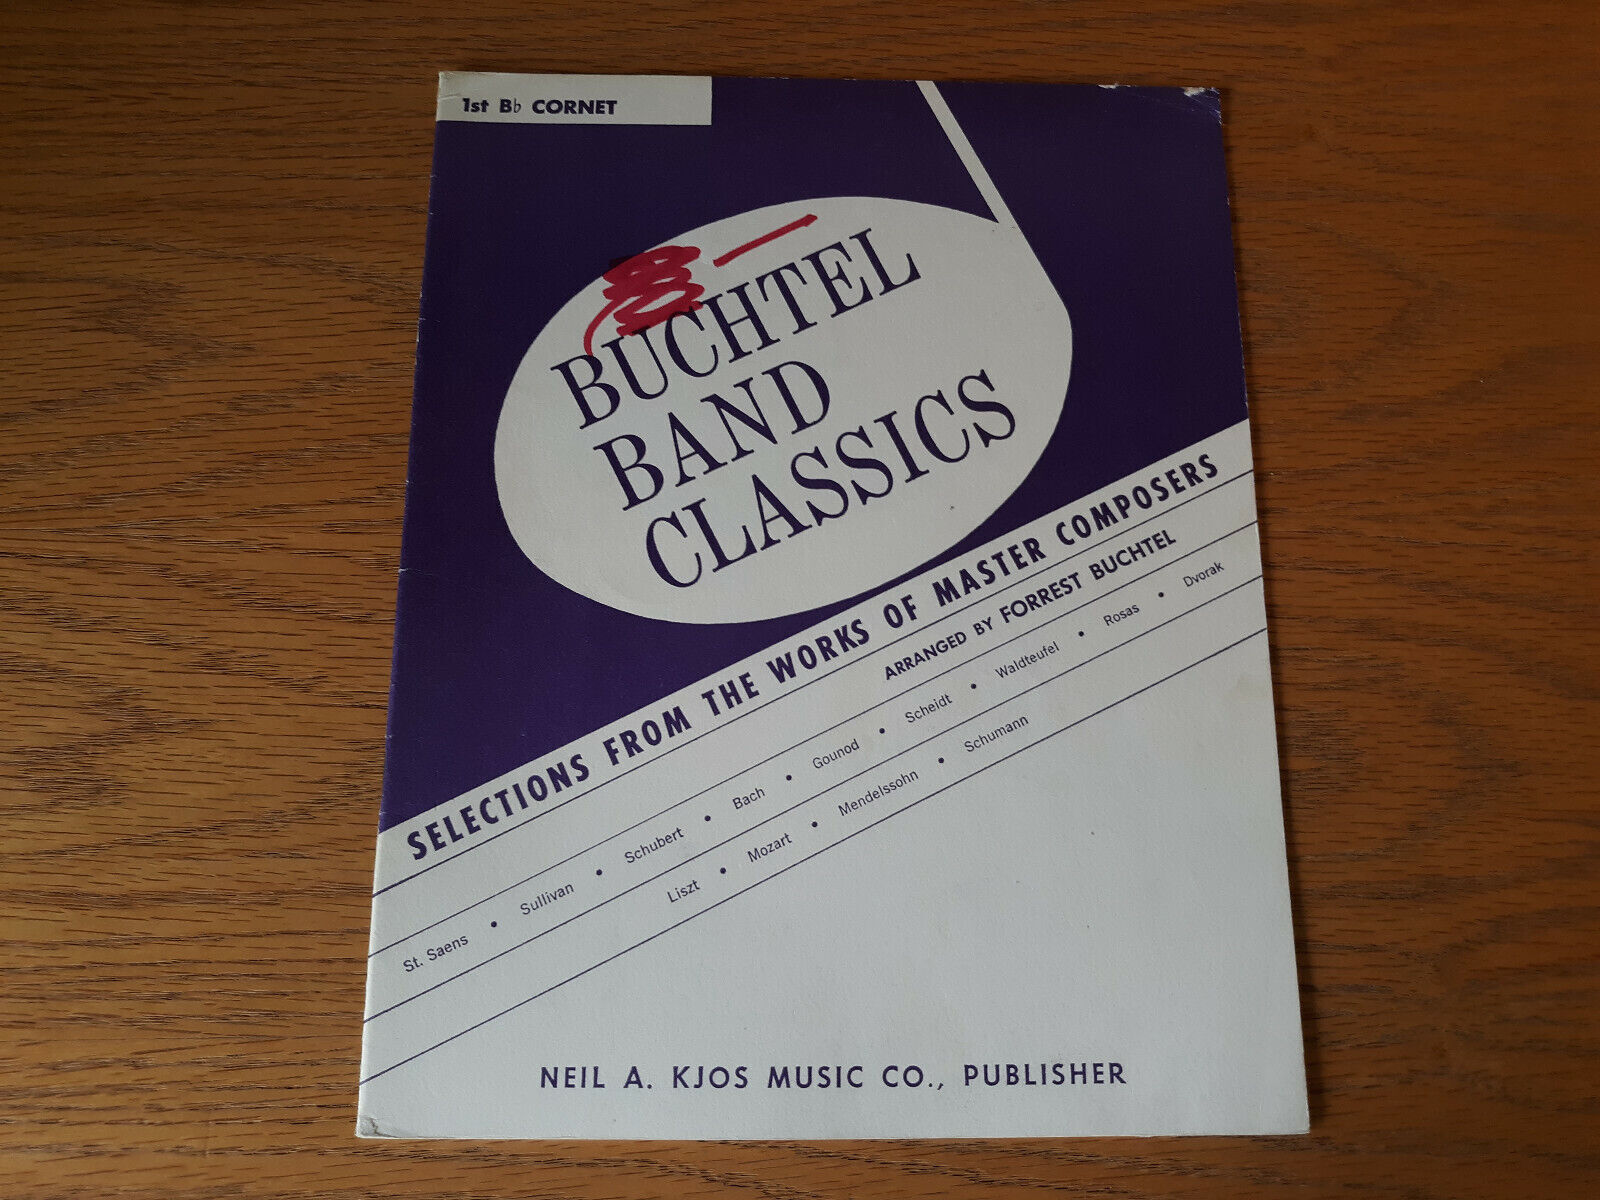 1st B♭ CORNET
BUCHTEL
BAND
CLASSICS
SELECTIONS FROM THE WORKS OF MASTER COMPOSERS
ARRANGED BY FORREST BUCHTEL
St. Saens • Sullivan • Schubert • Bach • Gounod • Scheidt • Waldteufel • Rosas • Dvorak
Liszt • Mozart • Mendelssohn • Schumann
NEIL A. KJOS MUSIC CO., PUBLISHER